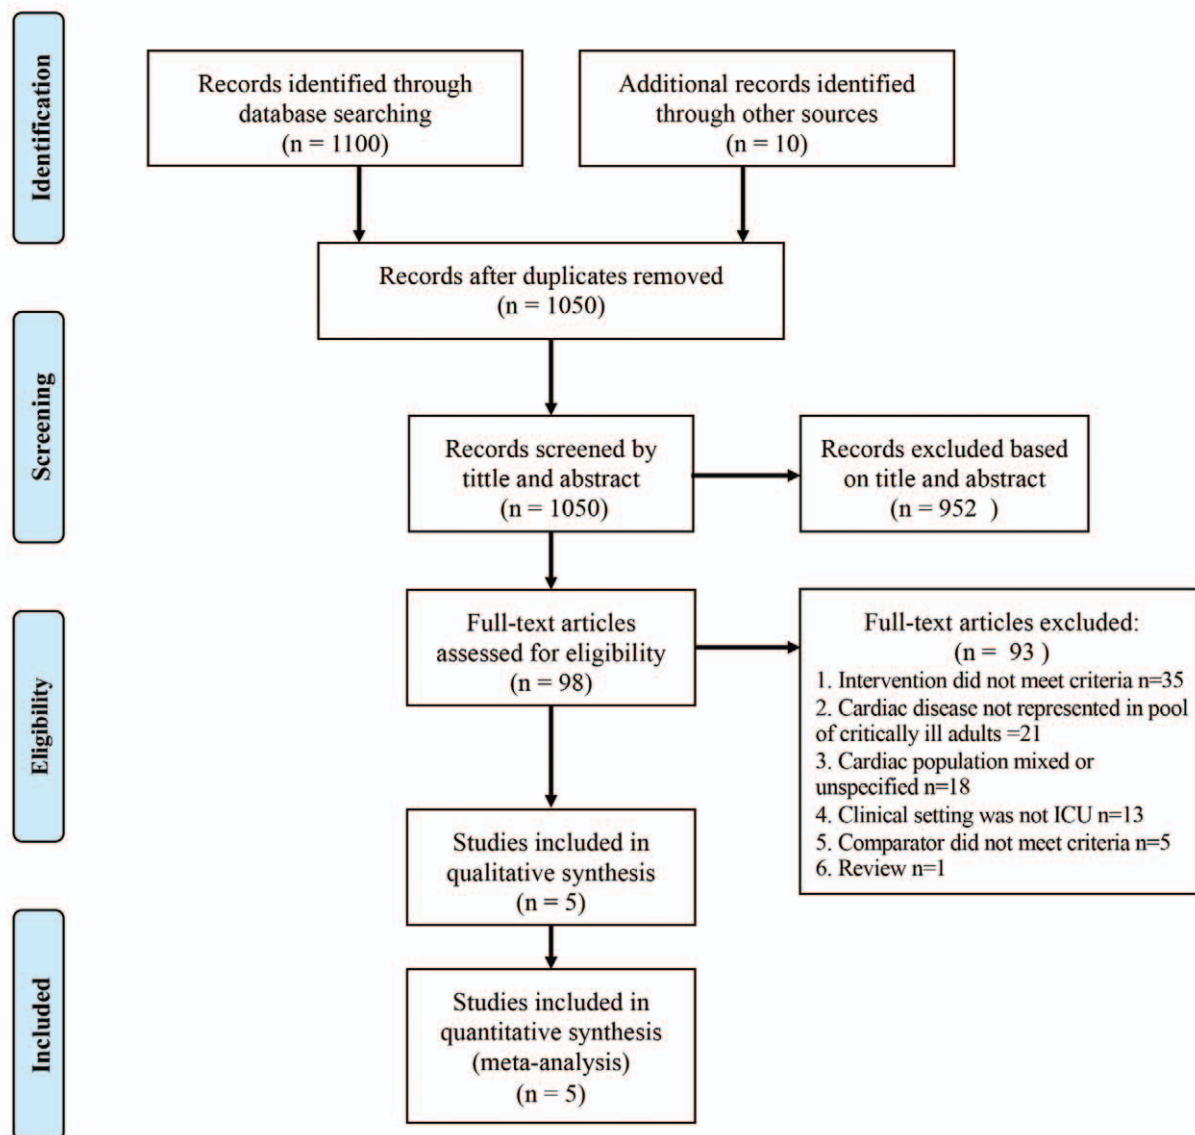 Identification
Records identified through
database searching
(n = 1100)
Additional records identified
through other sources
(n = 10)
Records after duplicates removed
(n = 1050)
Screening
Records screened by
tittle and abstract
(n = 1050)
Records excluded based
on title and abstract
(n = 952 )
Eligibility
Full-text articles
assessed for eligibility
(n = 98)
Full-text articles excluded:
(n = 93 )
1. Intervention did not meet criteria n=35
2. Cardiac disease not represented in pool
of critically ill adults =21
3. Cardiac population mixed or
unspecified n=18
4. Clinical setting was not ICU n=13
5. Comparator did not meet criteria n=5
6. Review n=1
Studies included in
qualitative synthesis
(n = 5)
Included
Studies included in
quantitative synthesis
(meta-analysis)
(n = 5)